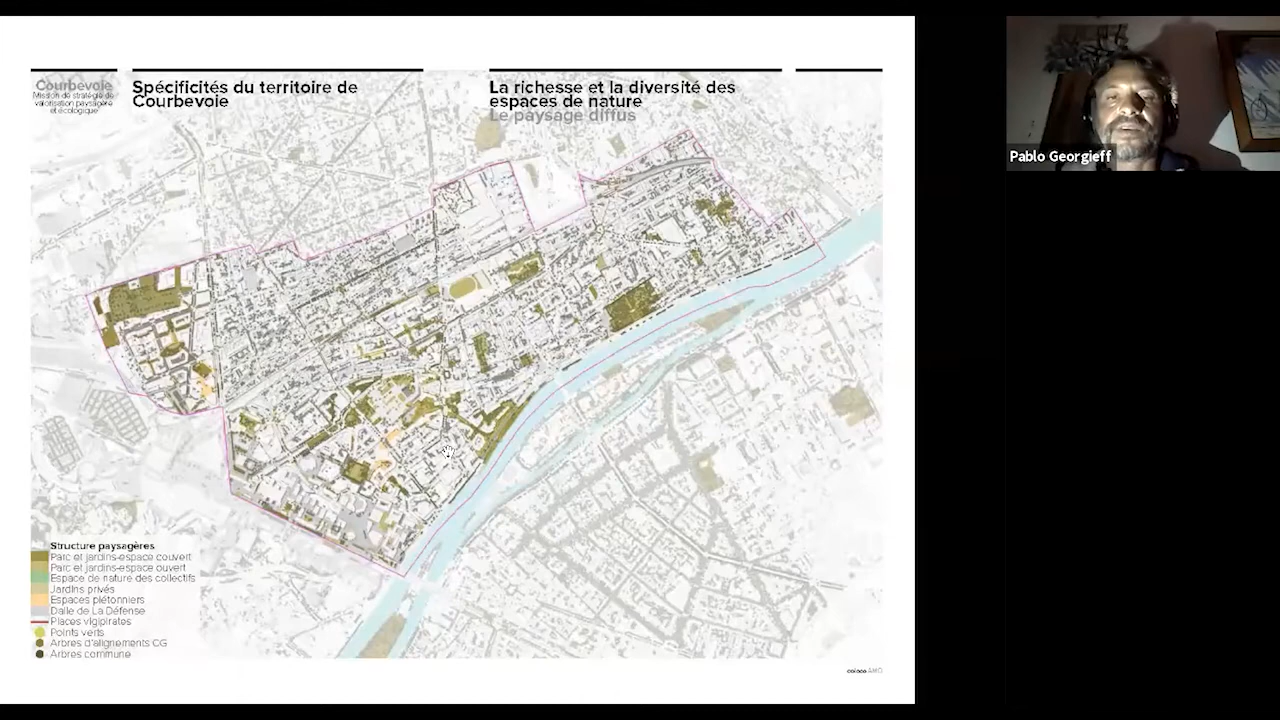 Courbevoie
Mission de stratégie de
valorisation paysagère
et écologique
Spécificités du territoire de
Courbevoie
La richesse et la diversité des
espaces de nature
Le paysage diffus
Pablo Georgieff
Structure paysagères
Parc et jardins-espace couvert
Parc et jardins-espace ouvert
Espace de nature des collectifs
Jardins privés
Espaces piétonniers
Dalle de La Défense
Places vigipirates
Points verts
Arbres d'alignements CG
Arbres commune
coloco AMO